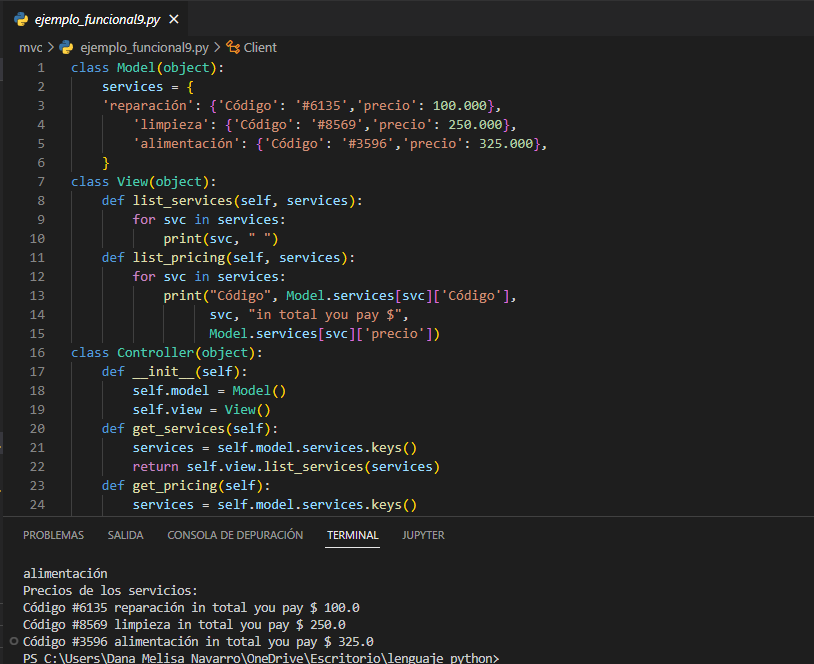 ejemplo_funcional9.py ×
mvc > ejemplo_funcional9.py > Client
1 class Model(object):
2     services = {
3     'reparación': {'Código': '#6135','precio': 100.000},
4         'limpieza': {'Código': '#8569','precio': 250.000},
5         'alimentación': {'Código': '#3596','precio': 325.000},
6     }
7 class View(object):
8     def list_services(self, services):
9         for svc in services:
10             print(svc, " ")
11     def list_pricing(self, services):
12         for svc in services:
13             print("Código", Model.services[svc]['Código'],
14                   svc, "in total you pay $",
15                   Model.services[svc]['precio'])
16 class Controller(object):
17     def __init__(self):
18         self.model = Model()
19         self.view = View()
20     def get_services(self):
21         services = self.model.services.keys()
22         return self.view.list_services(services)
23     def get_pricing(self):
24         services = self.model.services.keys()
PROBLEMAS SALIDA CONSOLA DE DEPURACIÓN TERMINAL JUPYTER
alimentación
Precios de los servicios:
Código #6135 reparación in total you pay $ 100.0
Código #8569 limpieza in total you pay $ 250.0
Código #3596 alimentación in total you pay $ 325.0
PS C:\Users\Dana Melisa Navarro\OneDrive\Escritorio\lenguaje python>